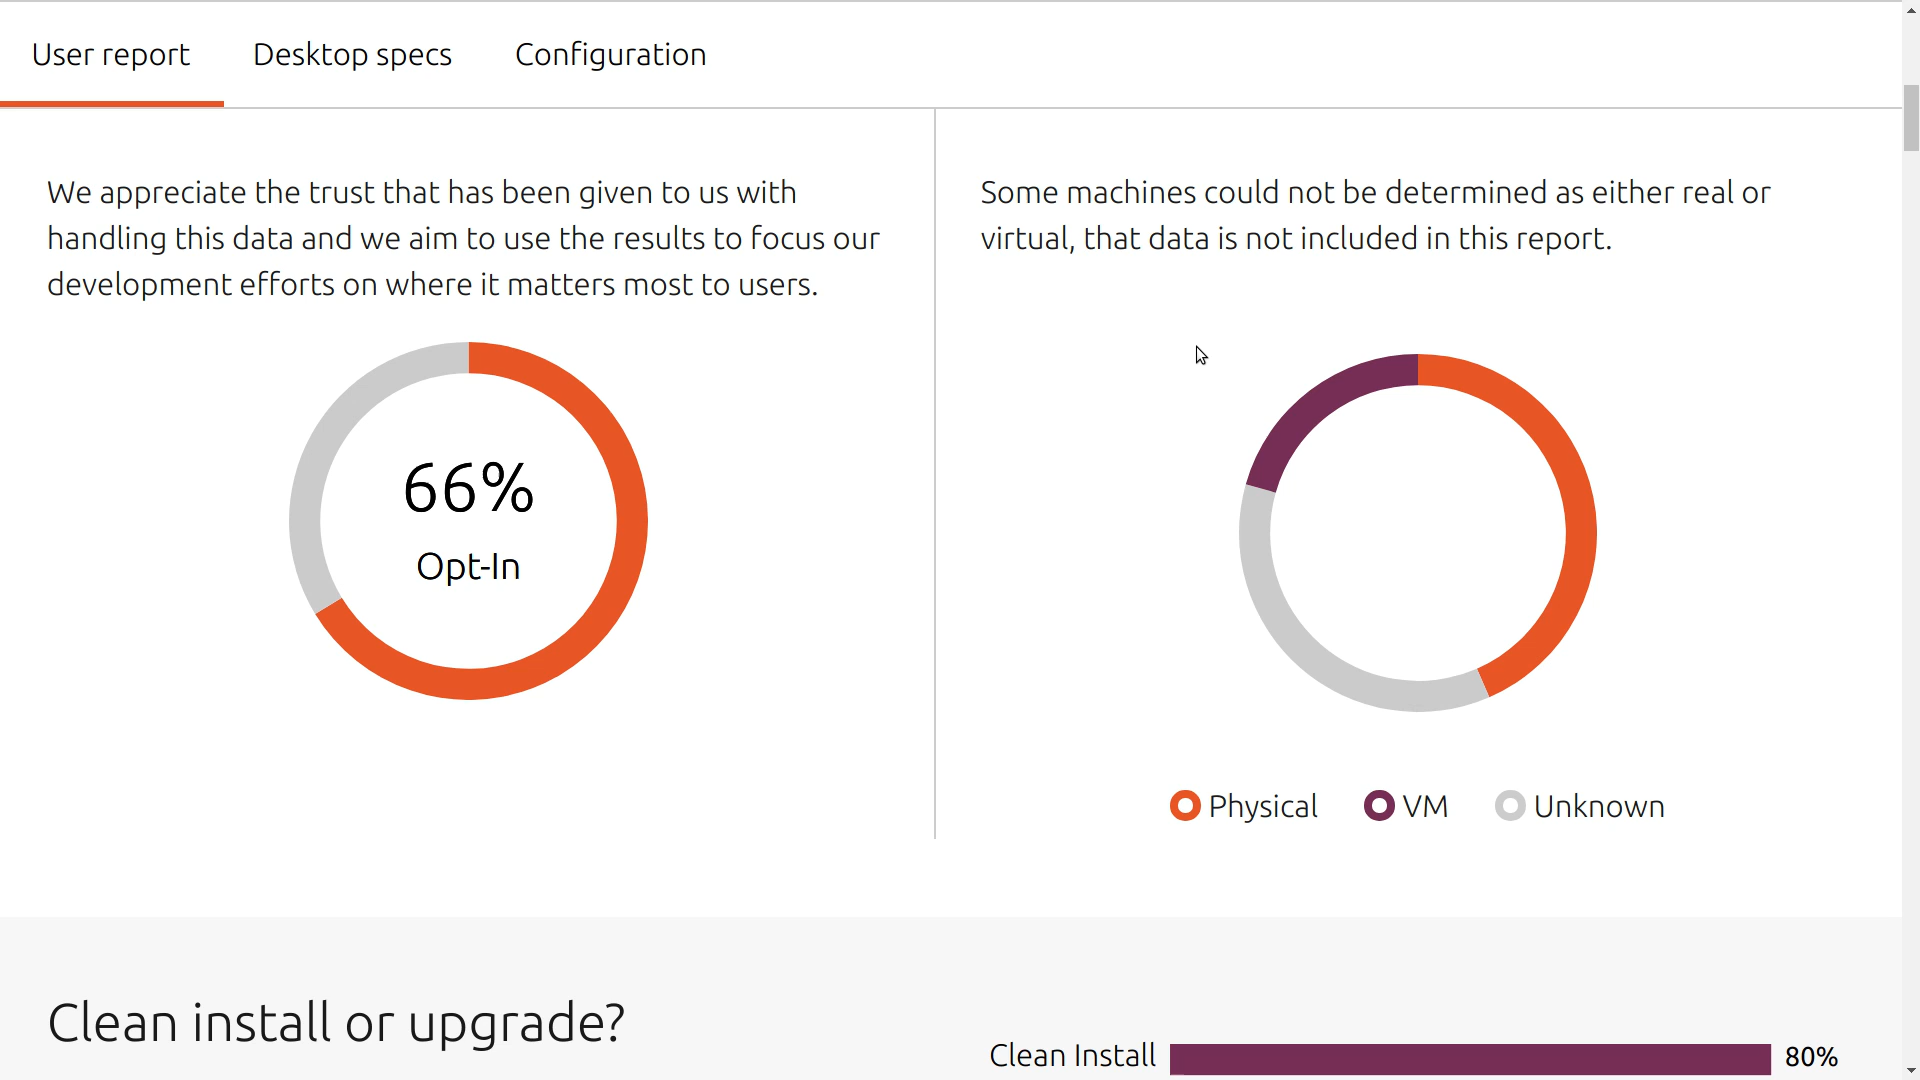 User report
Desktop specs
Configuration
We appreciate the trust that has been given to us with
handling this data and we aim to use the results to focus our
development efforts on where it matters most to users.
66%
Opt-In
Some machines could not be determined as either real or
virtual, that data is not included in this report.
Physical
VM
Unknown
Clean install or upgrade?
Clean Install
80%